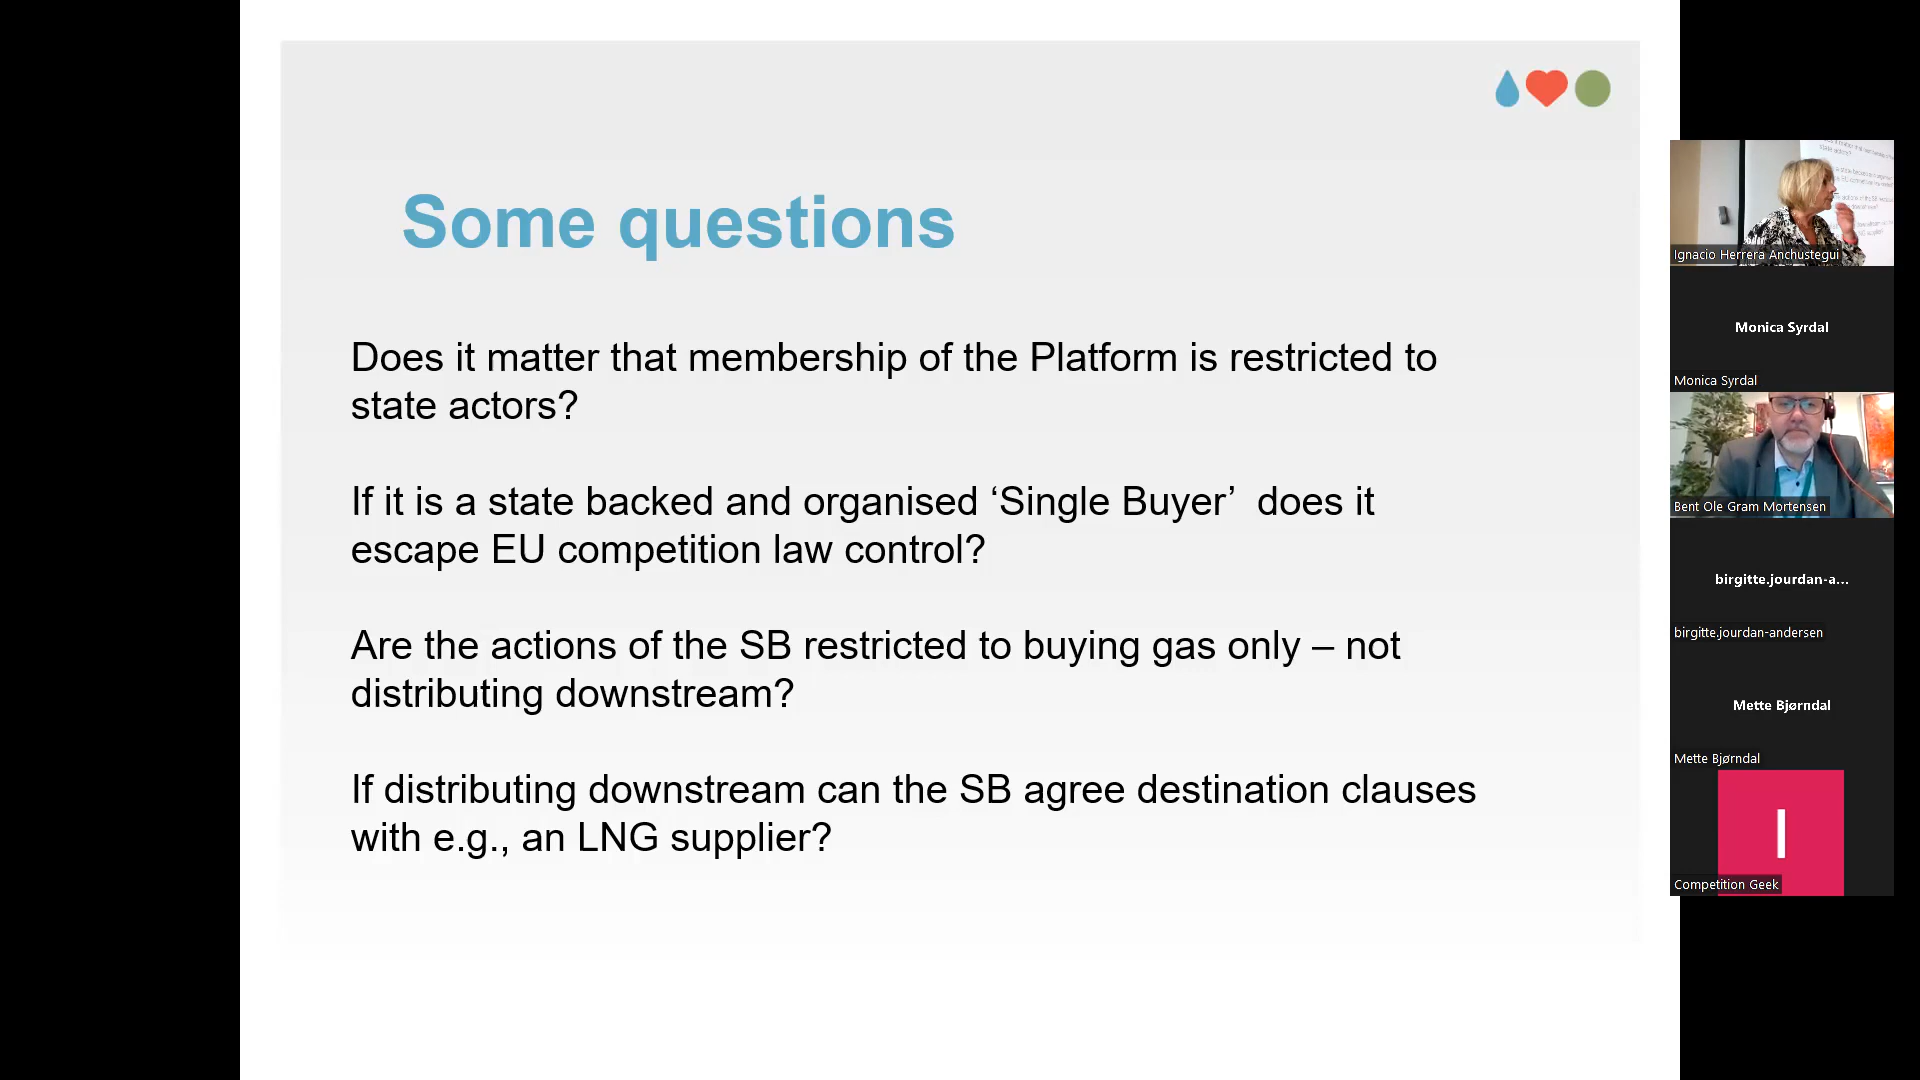 Some questions
Does it matter that membership of the Platform is restricted to
state actors?
If it is a state backed and organised ‘Single Buyer’  does it
escape EU competition law control?
Are the actions of the SB restricted to buying gas only – not
distributing downstream?
If distributing downstream can the SB agree destination clauses
with e.g., an LNG supplier?
Ignacio Herrera Anchustegui
Monica Syrdal
Monica Syrdal
Bent Ole Gram Mortensen
birgitte.jourdan-a...
birgitte.jourdan-andersen
Mette Bjørndal
Mette Bjørndal
I
Competition Geek